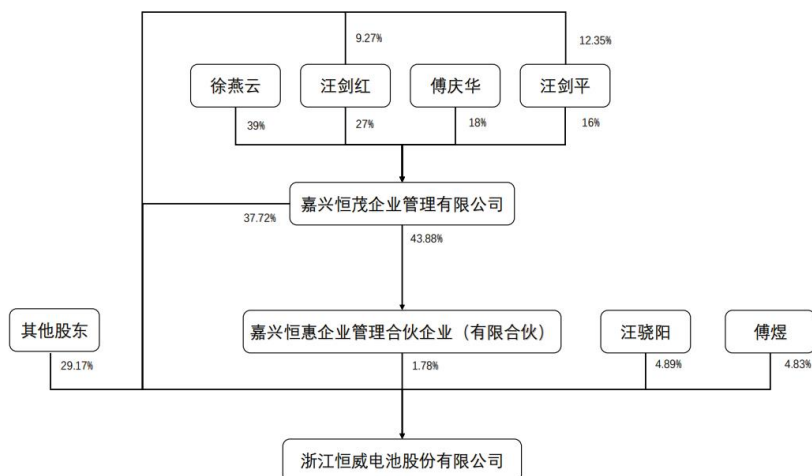 9.27%
12.35%
徐燕云
汪剑红
傅庆华
汪剑平
39%
27%
18%
16%
嘉兴恒茂企业管理有限公司
37.72%
43.88%
其他股东
嘉兴恒惠企业管理合伙企业（有限合伙）
汪骁阳
傅煜
29.17%
1.78%
4.89%
4.83%
浙江恒威电池股份有限公司